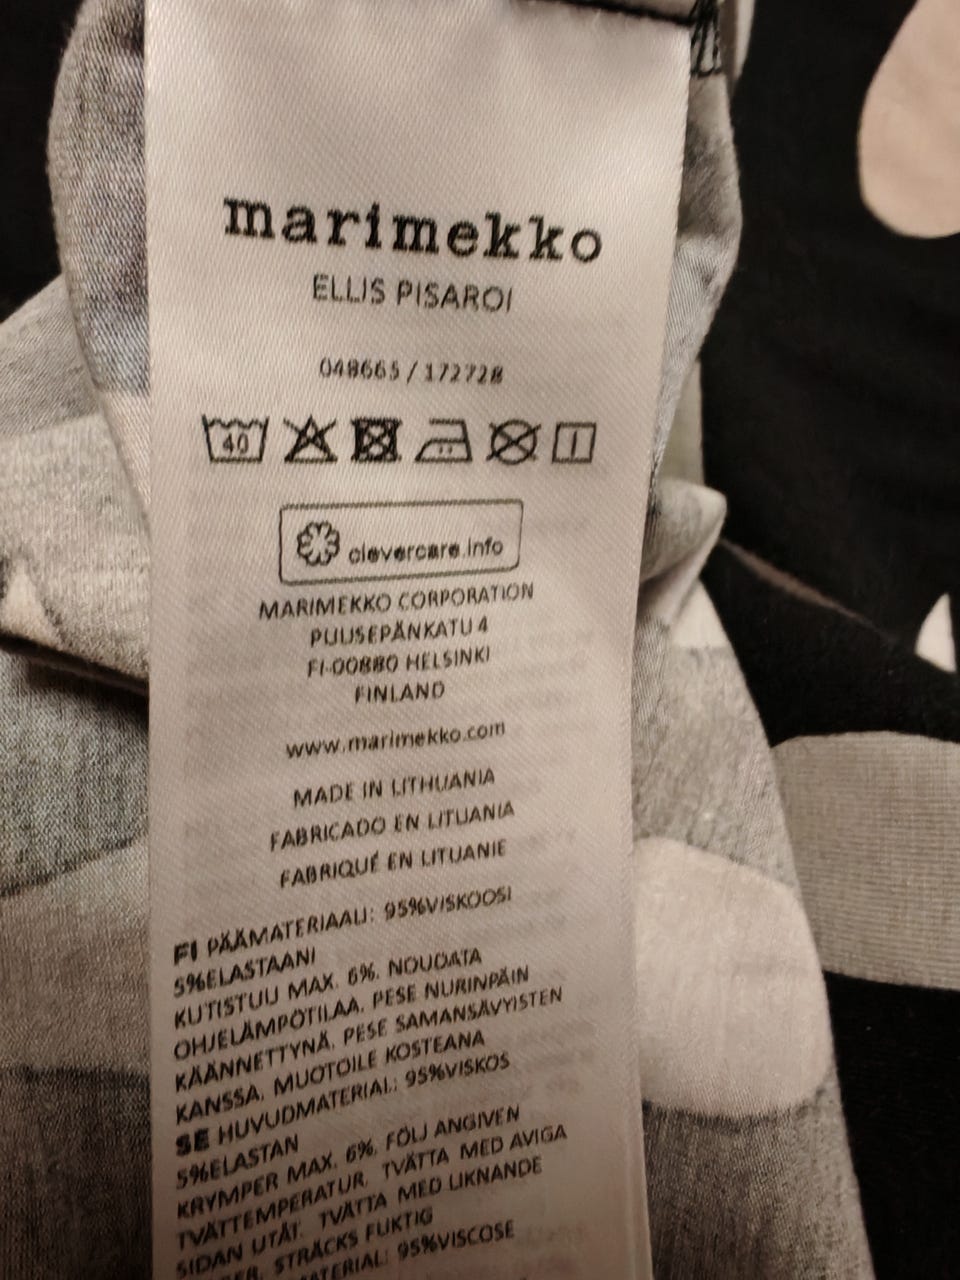 marimekko
ELLIS PISAROI
048665 / 172728
40
clevercare.info
MARIMEKKO CORPORATION
PUUSEPÄNKATU 4
FI-00880 HELSINKI
FINLAND
www.marimekko.com
MADE IN LITHUANIA
FABRICADO EN LITUANIA
FABRIQUÉ EN LITUANIE
FI PÄÄMATERIAALI: 95%VISKOOSI
5%ELASTAANI
KUTISTUU MAX. 6%. NOUDATA
OHJELÄMPÖTILAA. PESE NURINPÄIN
KÄÄNNETTYNÄ. PESE SAMANSÄVYISTEN
KANSSA. MUOTOILE KOSTEANA
SE HUVUDMATERIAL: 95%VISKOS
5%ELASTAN
KRYMPER MAX. 6%. FÖLJ ANGIVEN
TVÄTTEMPERATUR. TVÄTTA MED AVIGA
SIDAN UTÅT. TVÄTTA MED LIKNANDE
STRÄCKS FUKTIG
95%VISCOSE